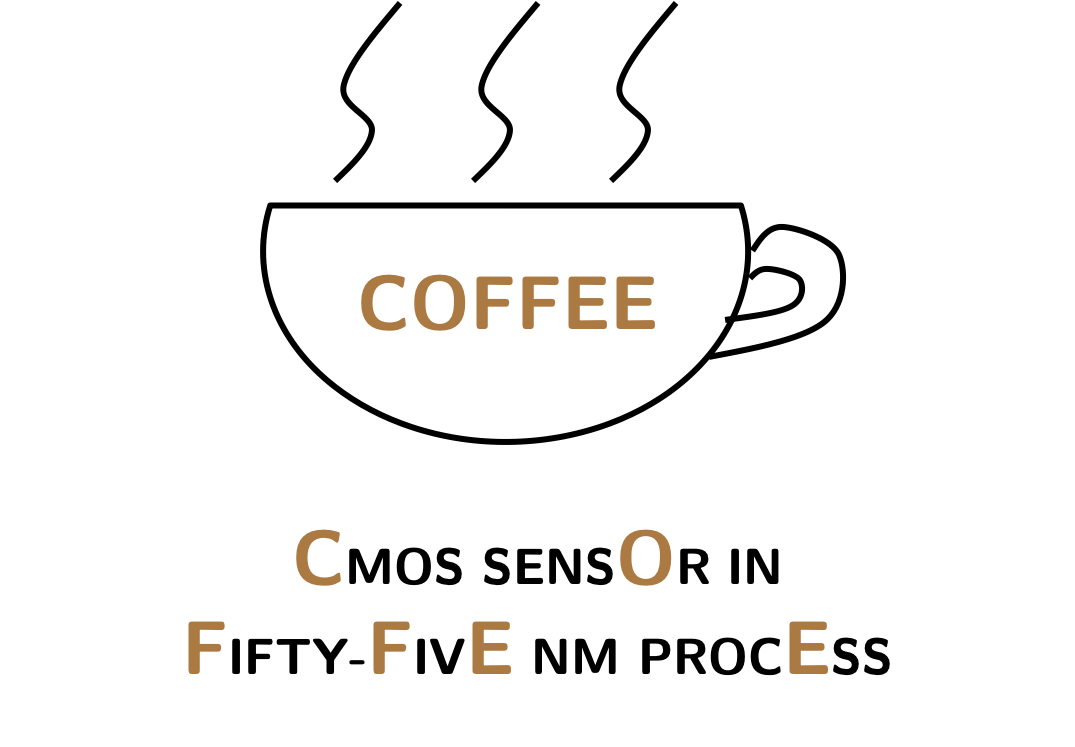 COFFEE
CMOS SENSOR IN
FIFTY-FIVE NM PROCESS